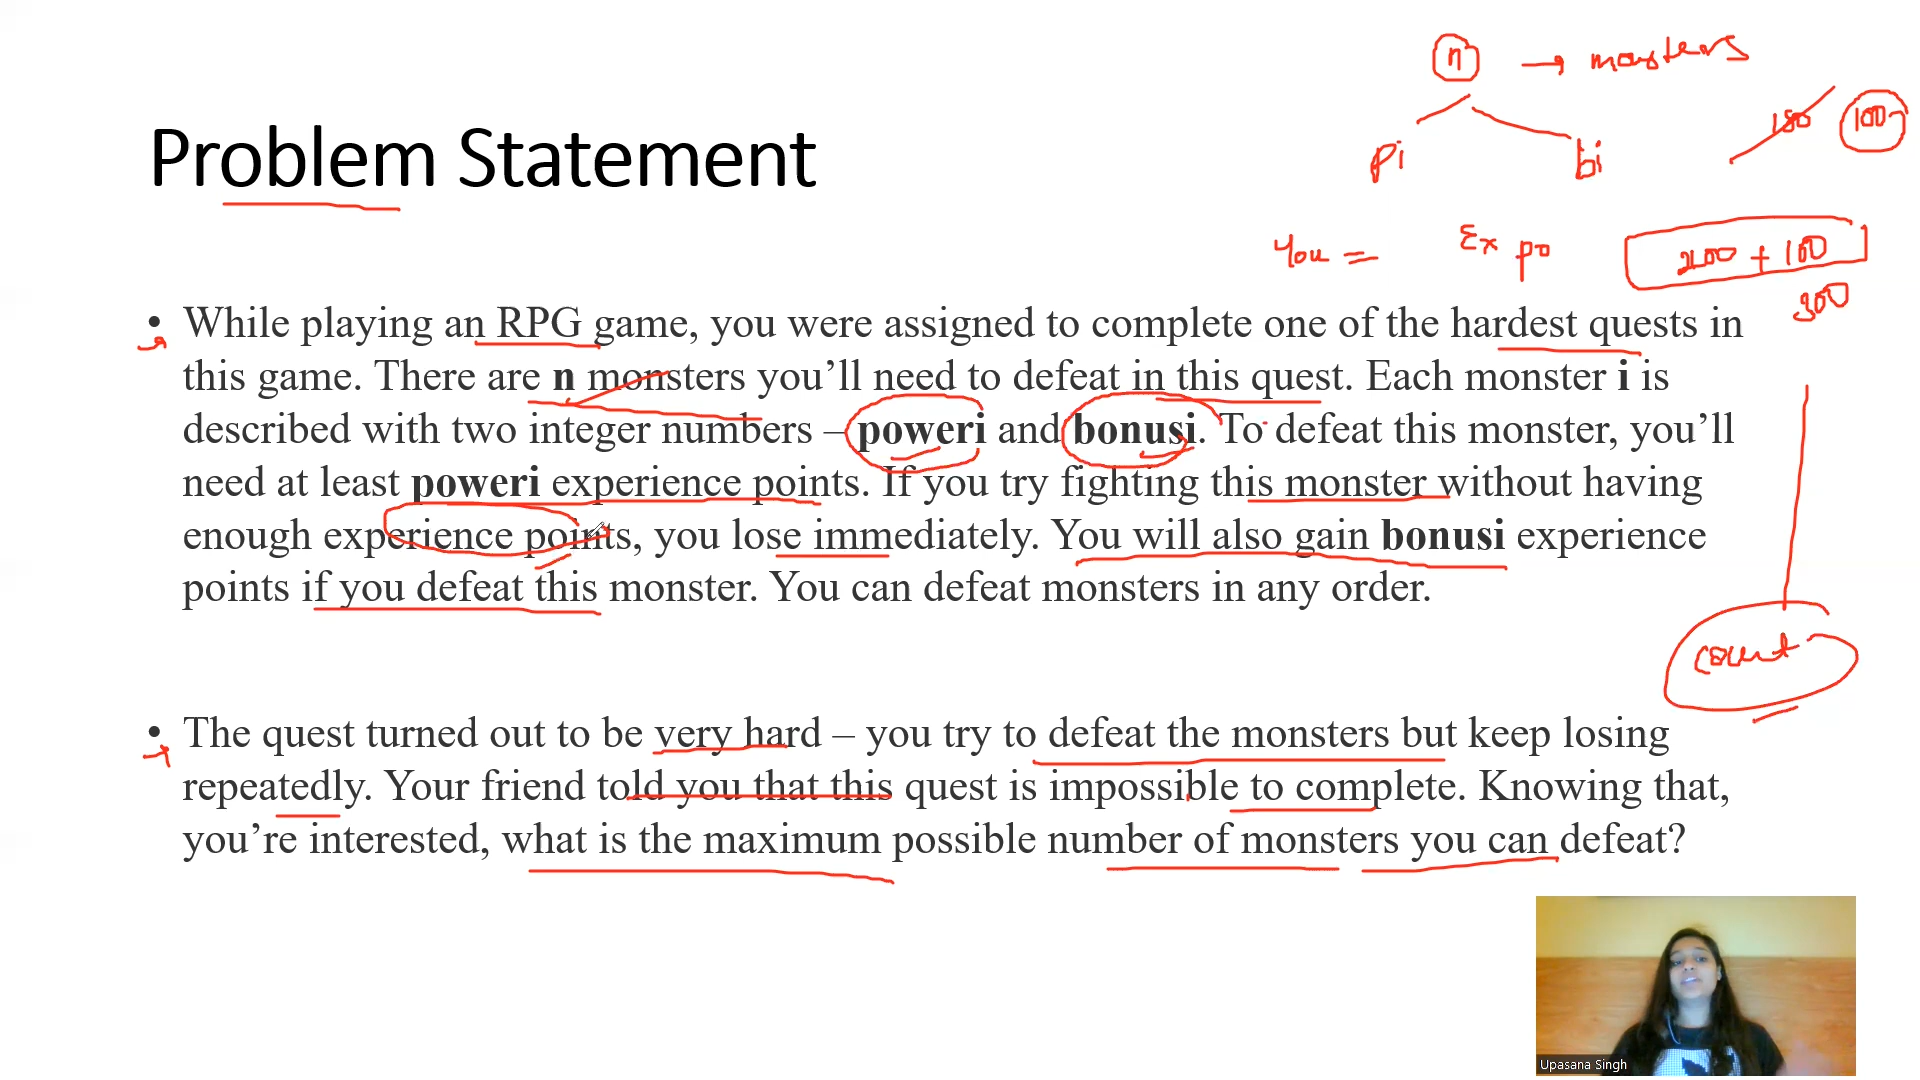 n → monsters
Problem Statement
150 100
Pi bi
You = Ex po 200 + 100
300
• While playing an RPG game, you were assigned to complete one of the hardest quests in
this game. There are n monsters you’ll need to defeat in this quest. Each monster i is
described with two integer numbers – poweri and bonusi. To defeat this monster, you’ll
need at least poweri experience points. If you try fighting this monster without having
enough experience points, you lose immediately. You will also gain bonusi experience
points if you defeat this monster. You can defeat monsters in any order.
count
• The quest turned out to be very hard – you try to defeat the monsters but keep losing
repeatedly. Your friend told you that this quest is impossible to complete. Knowing that,
you’re interested, what is the maximum possible number of monsters you can defeat?
Upasana Singh